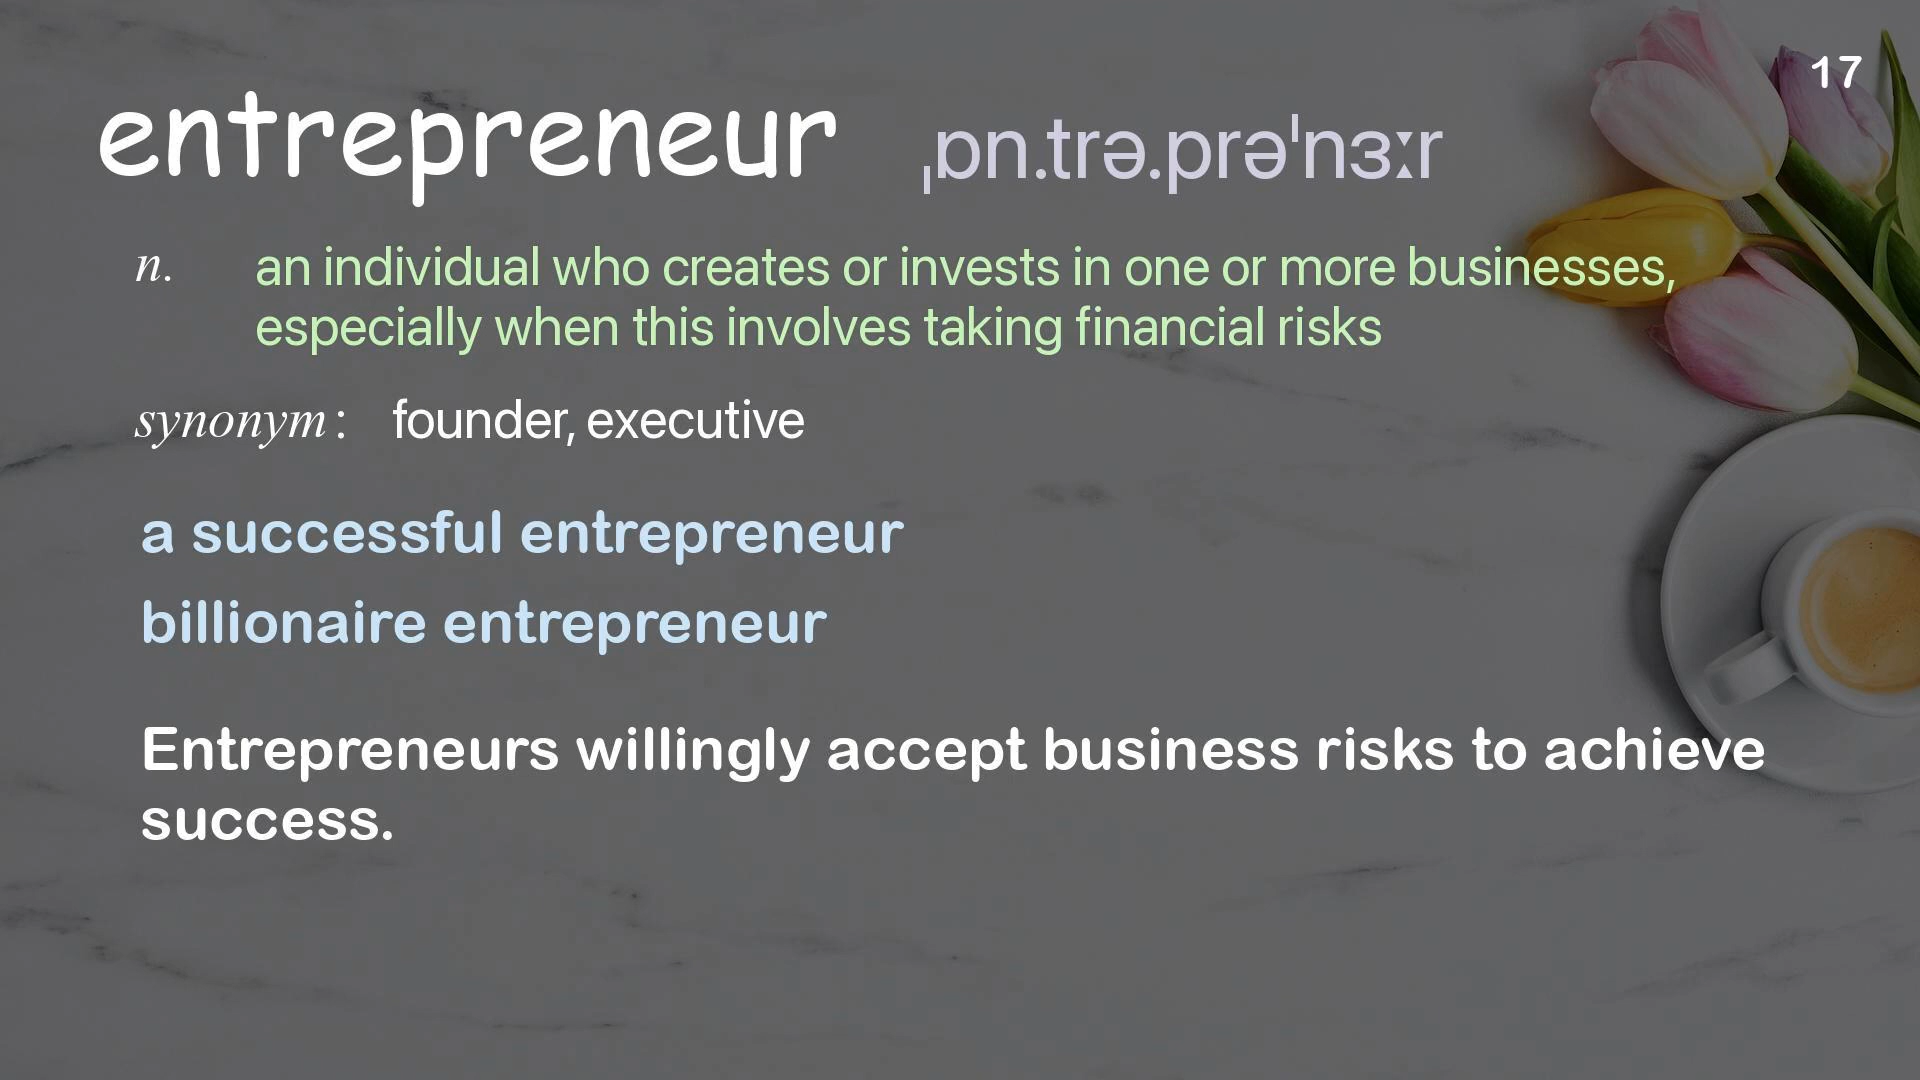 17
entrepreneur ˌɒn.trə.prəˈnɜːr
n. an individual who creates or invests in one or more businesses,
especially when this involves taking financial risks
synonym : founder, executive
a successful entrepreneur
billionaire entrepreneur
Entrepreneurs willingly accept business risks to achieve
success.